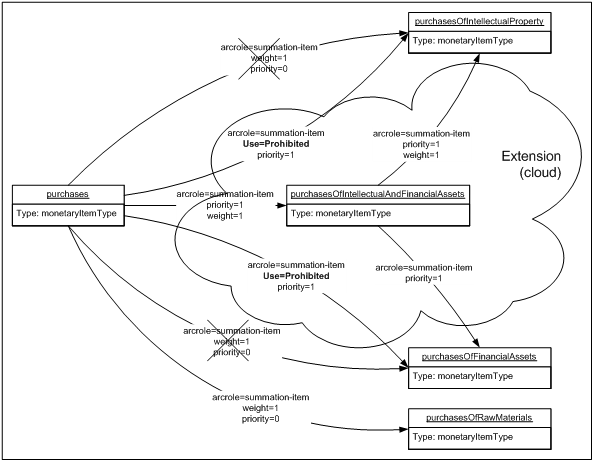 purchasesOfIntellectualProperty
Type: monetaryItemType
arcrole=summation-item
weight=1
priority=0
arcrole=summation-item
Use=Prohibited
priority=1
arcrole=summation-item
priority=1
weight=1
Extension
(cloud)
purchases
Type: monetaryItemType
arcrole=summation-item
priority=1
weight=1
purchasesOfIntellectualAndFinancialAssets
Type: monetaryItemType
arcrole=summation-item
Use=Prohibited
priority=1
arcrole=summation-item
priority=1
arcrole=summation-item
weight=1
priority=0
purchasesOfFinancialAssets
Type: monetaryItemType
arcrole=summation-item
weight=1
priority=0
purchasesOfRawMaterials
Type: monetaryItemType